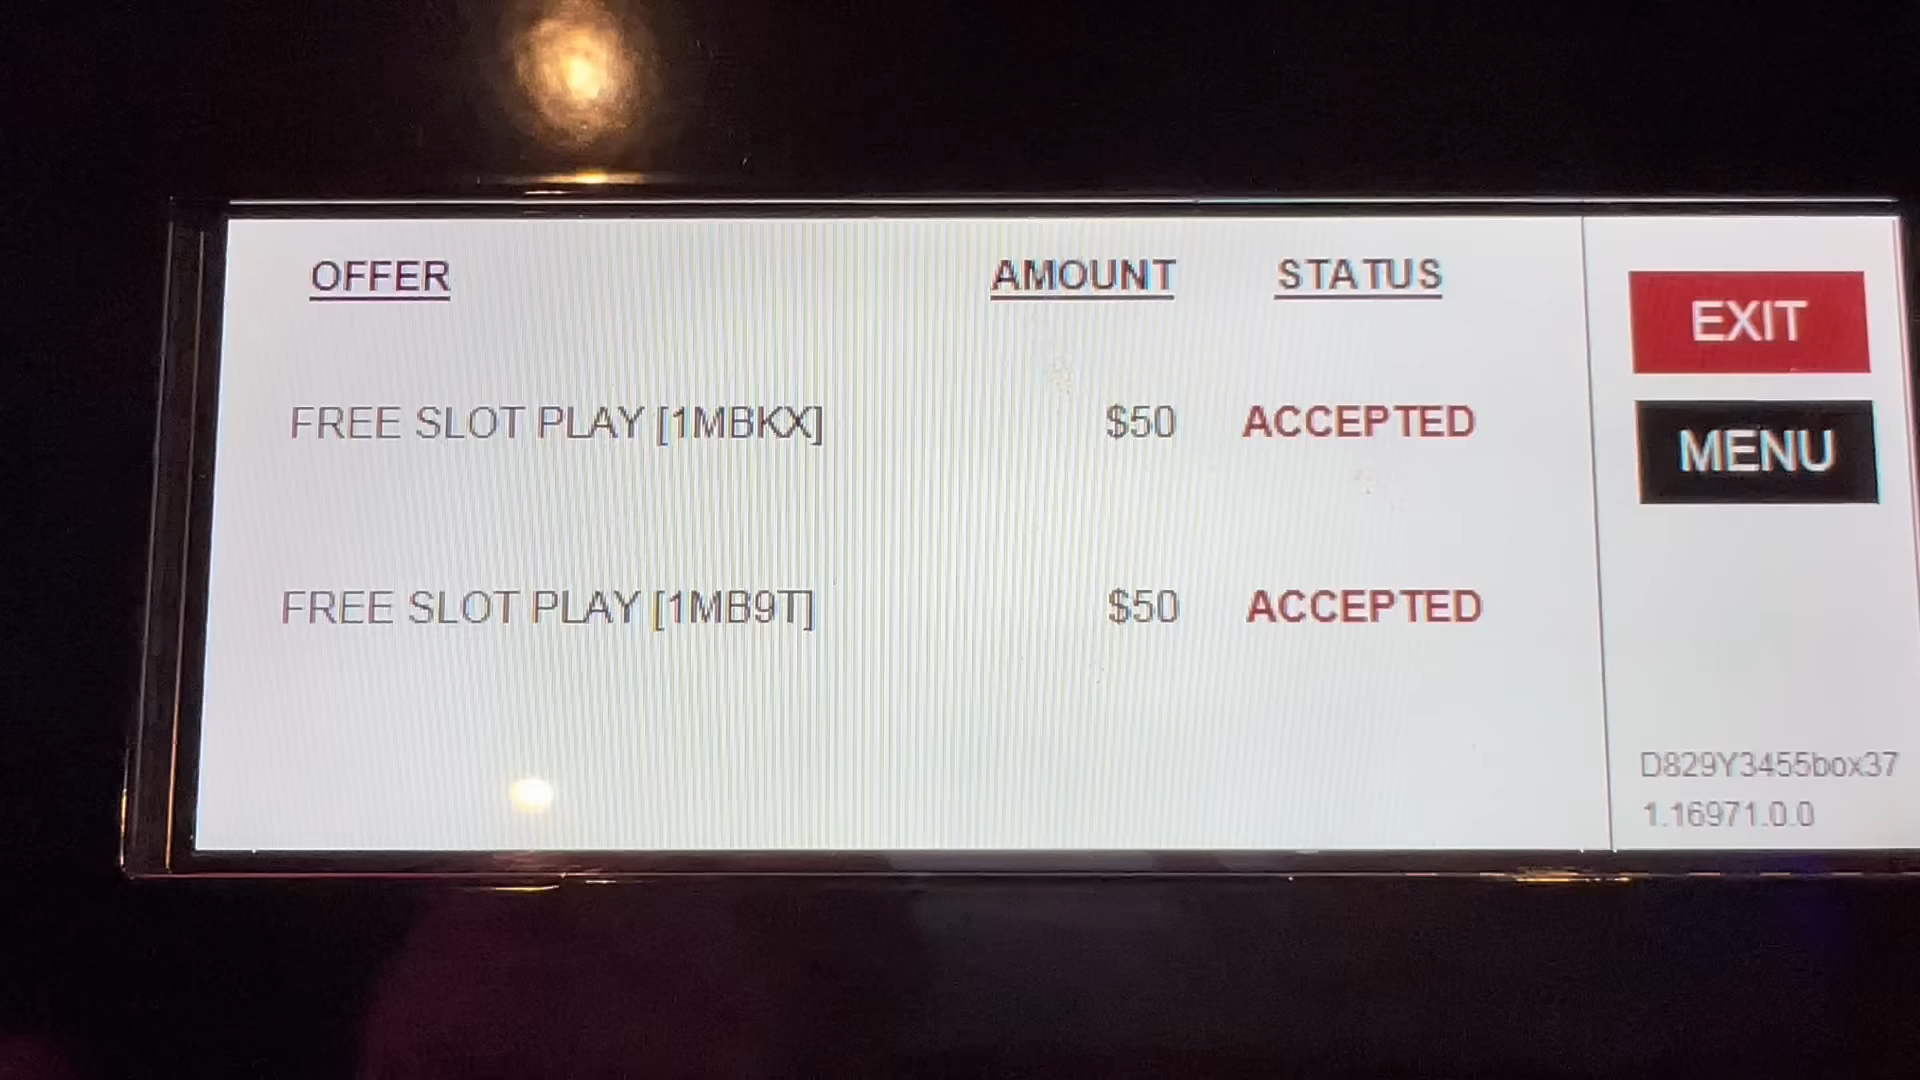 OFFER AMOUNT STATUS
FREE SLOT PLAY [1MBKX] $50 ACCEPTED
FREE SLOT PLAY [1MB9T] $50 ACCEPTED
EXIT
MENU
D829Y3455box37
1.16971.0.0